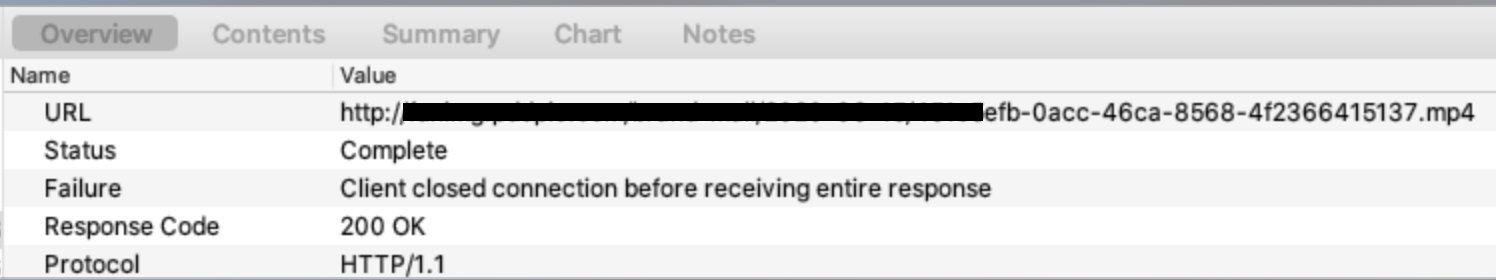 Overview Contents Summary Chart Notes
Name Value
URL http:/ efb-0acc-46ca-8568-4f2366415137.mp4
Status Complete
Failure Client closed connection before receiving entire response
Response Code 200 OK
Protocol HTTP/1.1